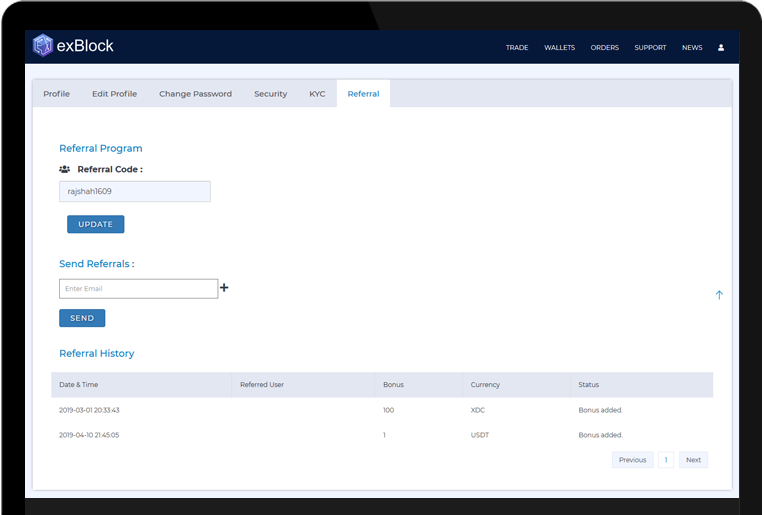 exBlock
TRADE WALLETS ORDERS SUPPORT NEWS
Profile Edit Profile Change Password Security KYC Referral
Referral Program
Referral Code :
rajshah1609
UPDATE
Send Referrals :
Enter Email
SEND
Referral History
Date & Time Referred User Bonus Currency Status
2019-03-01 20:33:43 100 XDC Bonus added.
2019-04-10 21:45:05 1 USDT Bonus added.
Previous 1 Next